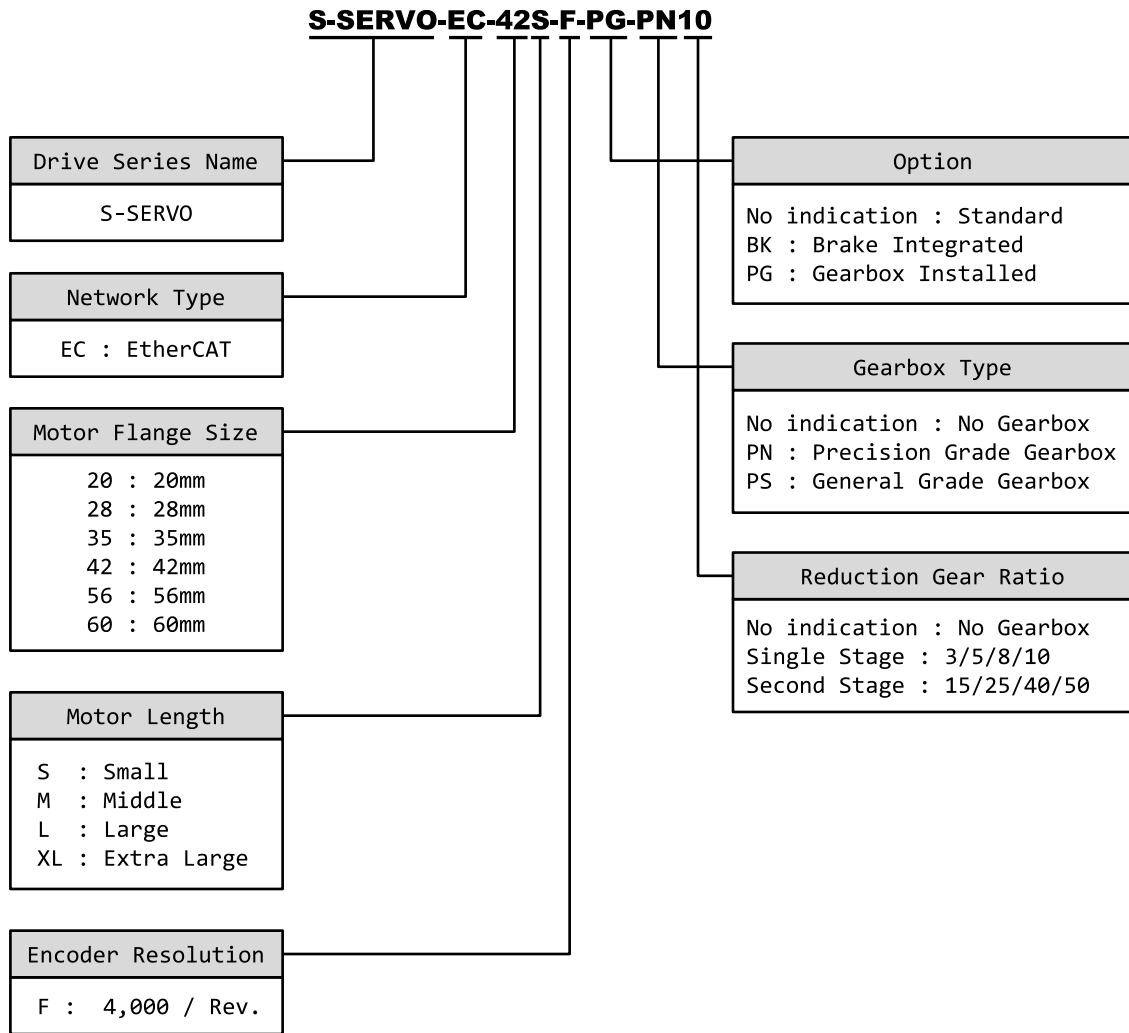 S-SERVO-EC-42S-F-PG-PN10
Drive Series Name
S-SERVO
Network Type
EC : EtherCAT
Motor Flange Size
20 : 20mm
28 : 28mm
35 : 35mm
42 : 42mm
56 : 56mm
60 : 60mm
Motor Length
S : Small
M : Middle
L : Large
XL : Extra Large
Encoder Resolution
F : 4,000 / Rev.
Option
No indication : Standard
BK : Brake Integrated
PG : Gearbox Installed
Gearbox Type
No indication : No Gearbox
PN : Precision Grade Gearbox
PS : General Grade Gearbox
Reduction Gear Ratio
No indication : No Gearbox
Single Stage : 3/5/8/10
Second Stage : 15/25/40/50